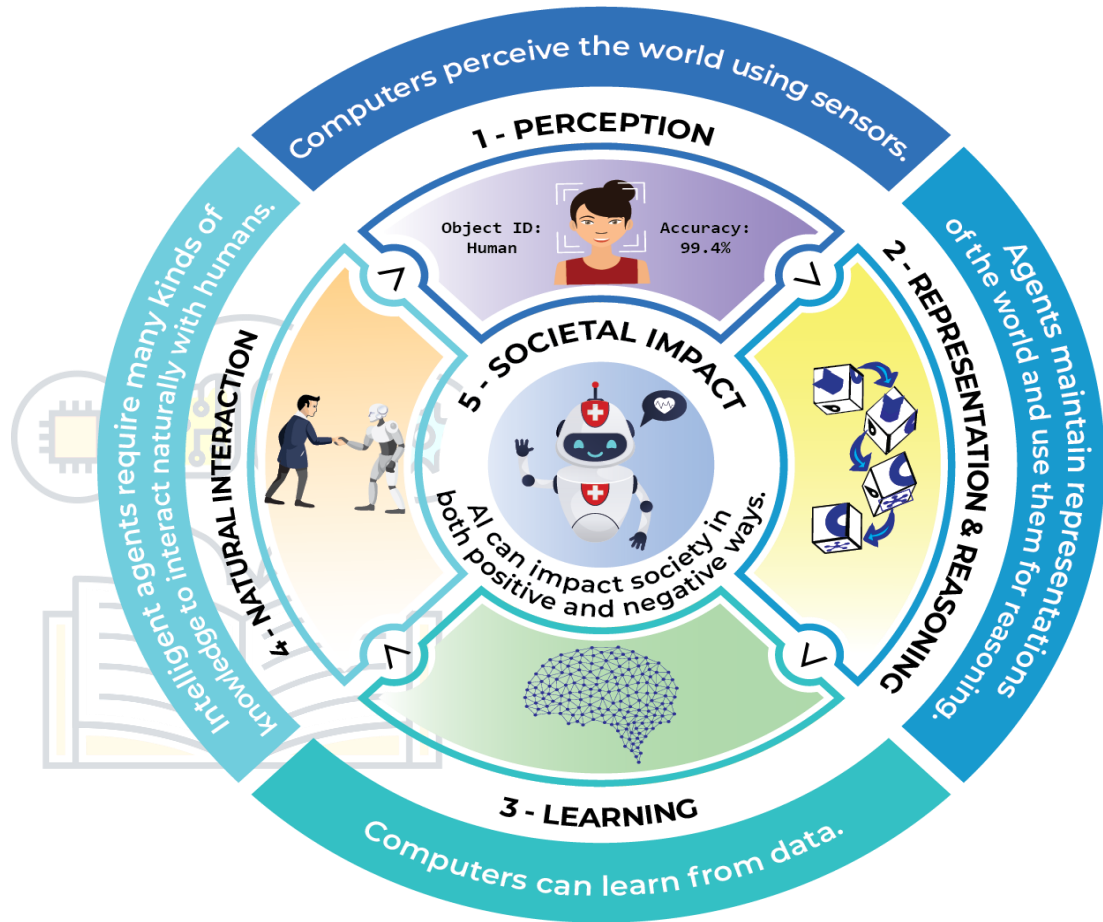 Computers perceive the world using sensors.
1 - PERCEPTION
Object ID:
Human
Accuracy:
99.4%
Agents maintain representations
of the world and use them for reasoning.
2 - REPRESENTATION & REASONING
3 - LEARNING
Computers can learn from data.
Intelligent agents require many kinds of
knowledge to interact naturally with humans.
4 - NATURAL INTERACTION
5 - SOCIETAL IMPACT
AI can impact society in
both positive and negative ways.